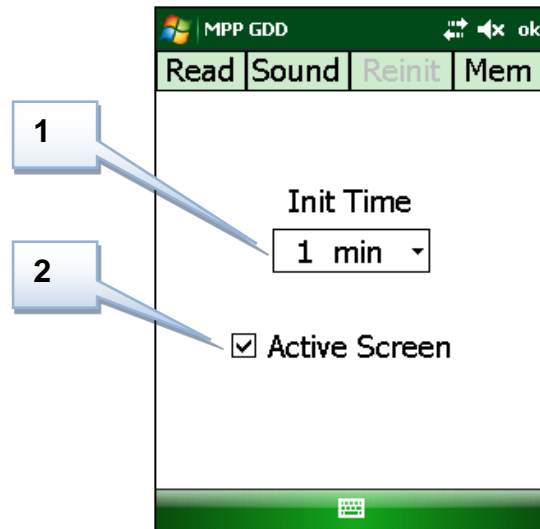 MPP GDD ok
Read Sound Reinit Mem
1
Init Time
1 min
2
Active Screen